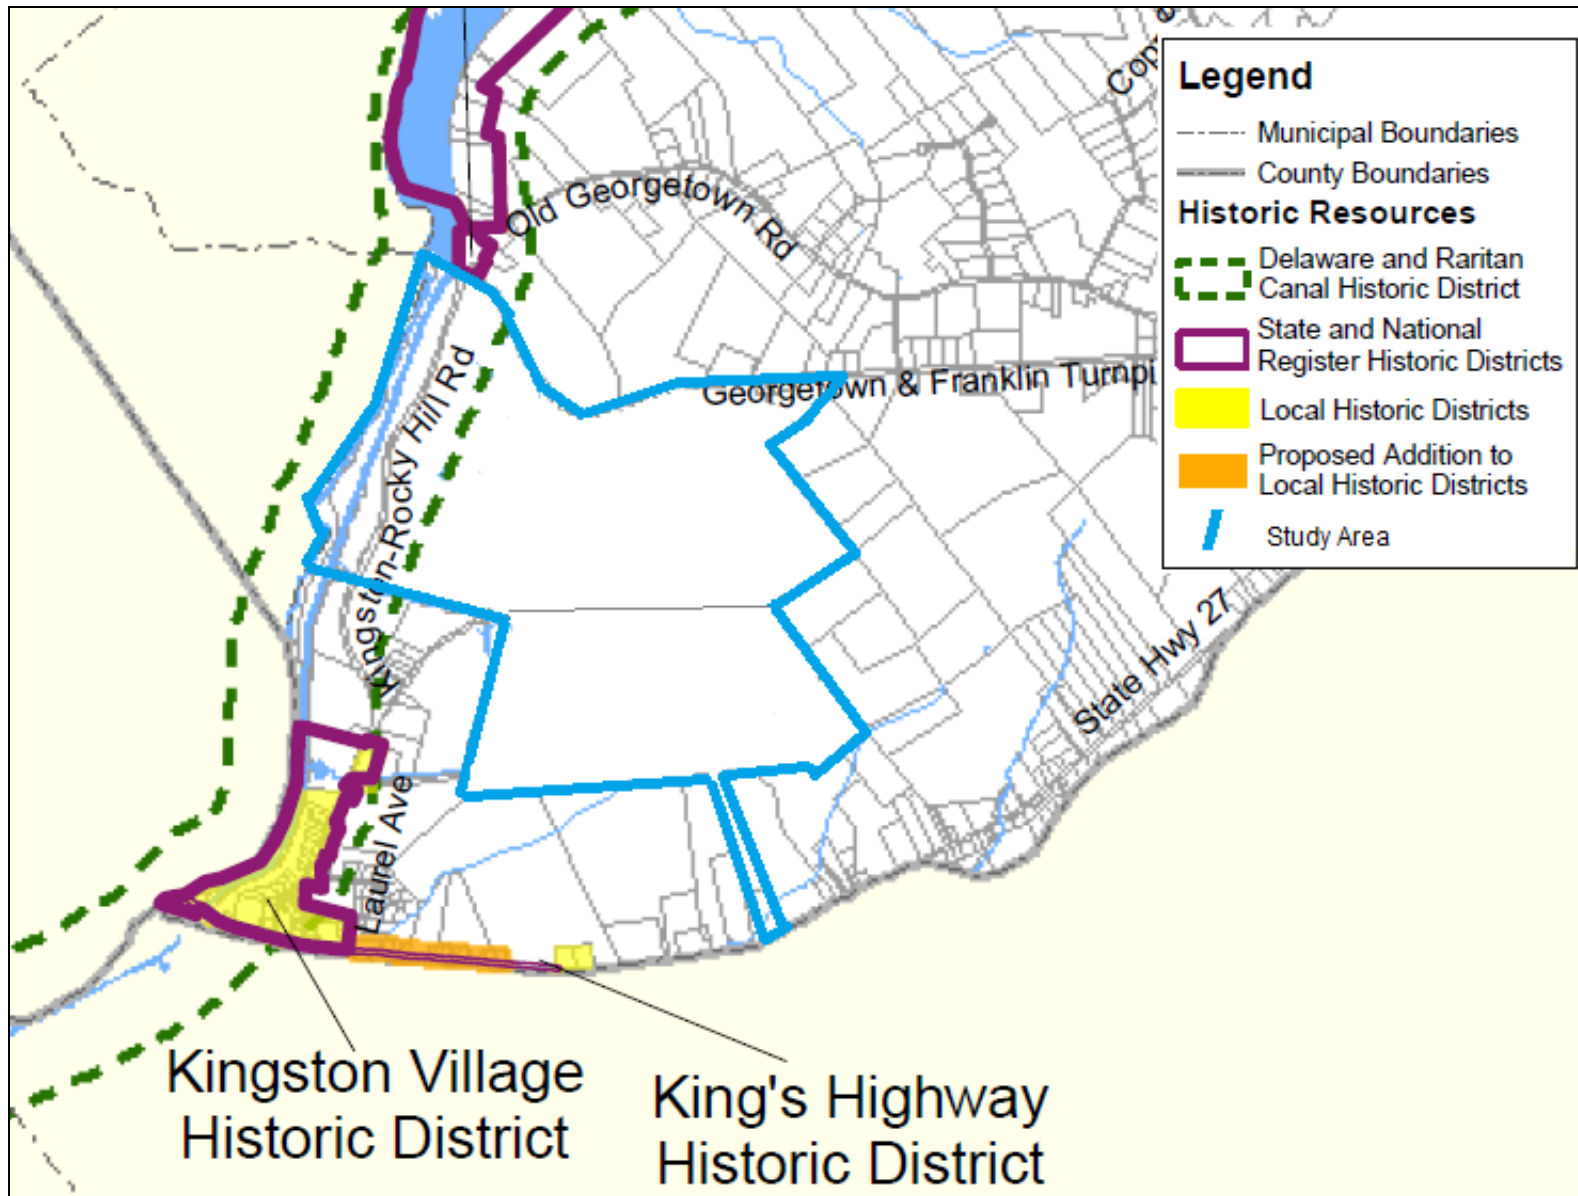 Legend
Municipal Boundaries
County Boundaries
Historic Resources
Delaware and Raritan
Canal Historic District
State and National
Register Historic Districts
Local Historic Districts
Proposed Addition to
Local Historic Districts
Study Area
Old Georgetown Rd
Georgetown & Franklin Turnpi
Kingston-Rocky Hill Rd
State Hwy 27
Laurel Ave
Kingston Village
Historic District
King's Highway
Historic District